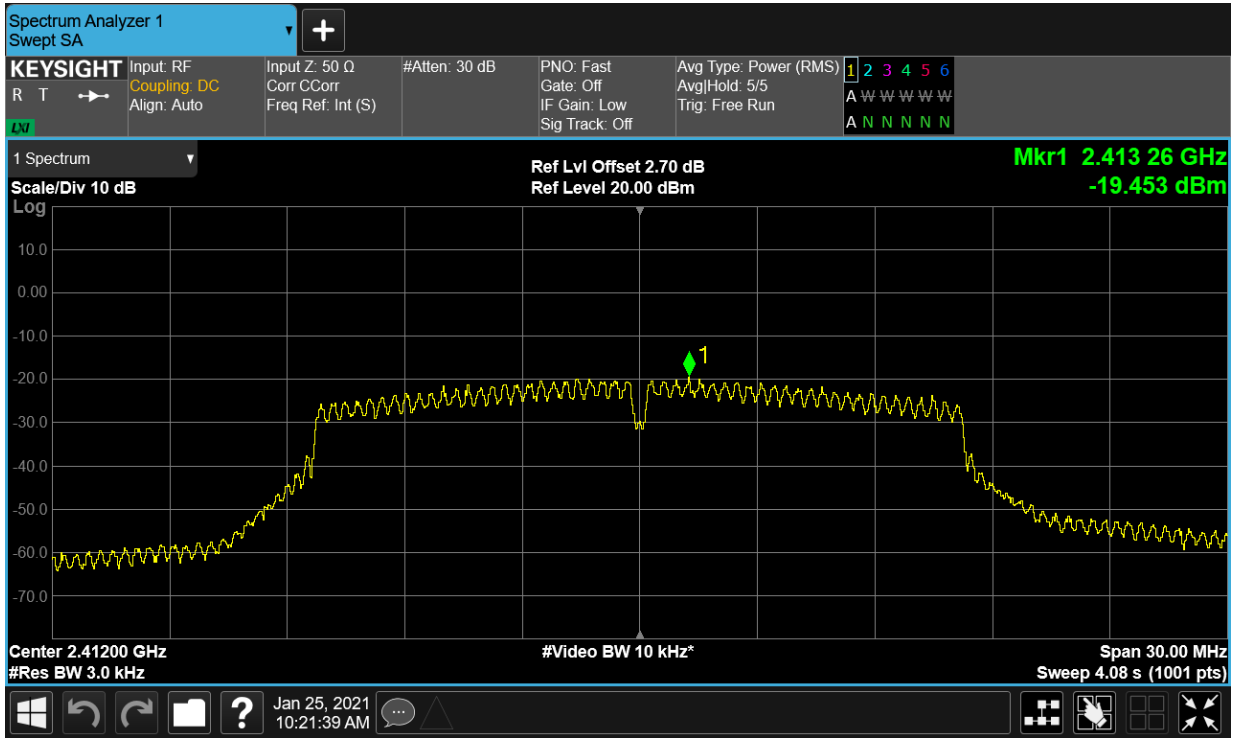 Spectrum Analyzer 1
Swept SA
KEYSIGHT
R T
LXI
Input: RF
Coupling: DC
Align: Auto
Input Z: 50 Ω
Corr CCorr
Freq Ref: Int (S)
#Atten: 30 dB
PNO: Fast
Gate: Off
IF Gain: Low
Sig Track: Off
Avg Type: Power (RMS)
Avg|Hold: 5/5
Trig: Free Run
1 2 3 4 5 6
A W W W W W
A N N N N N
1 Spectrum
Scale/Div 10 dB
Log
Ref Lvl Offset 2.70 dB
Ref Level 20.00 dBm
Mkr1 2.413 26 GHz
-19.453 dBm
10.0
0.00
-10.0
1
-20.0
-30.0
-40.0
-50.0
-60.0
-70.0
Center 2.41200 GHz
#Res BW 3.0 kHz
#Video BW 10 kHz*
Span 30.00 MHz
Sweep 4.08 s (1001 pts)
?
Jan 25, 2021
10:21:39 AM